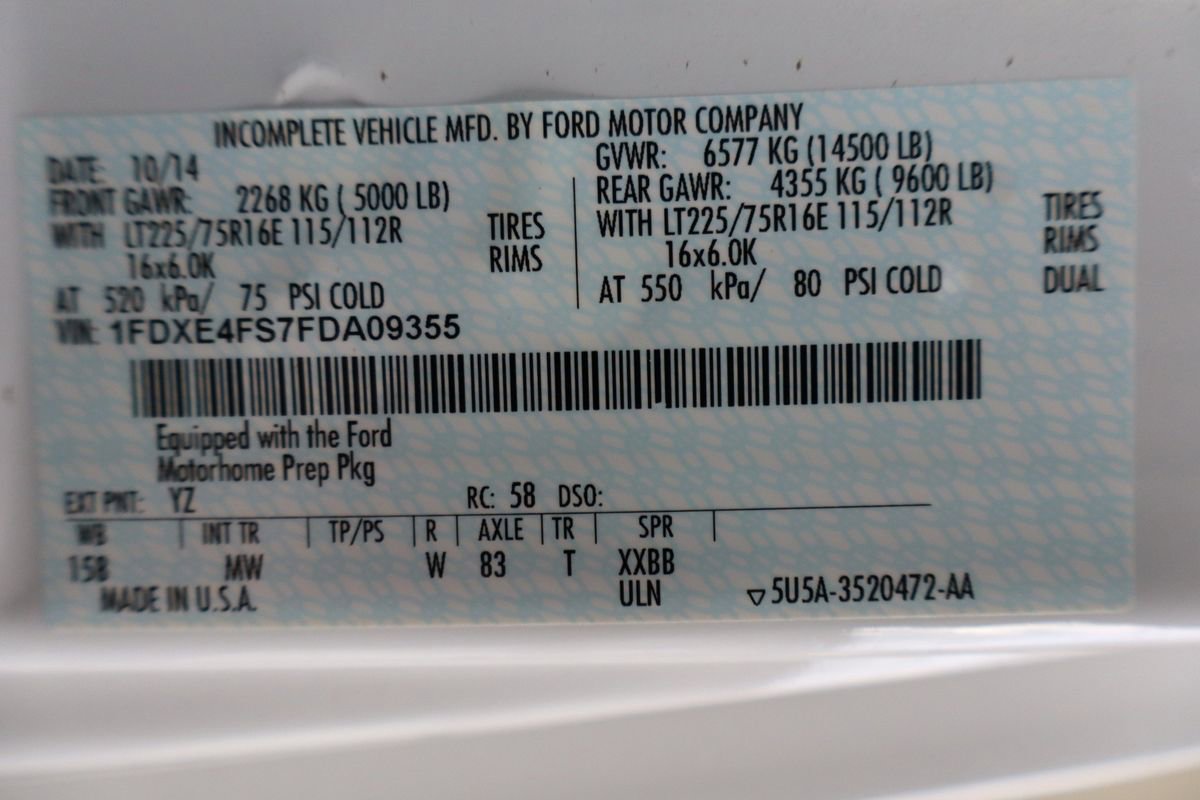 INCOMPLETE VEHICLE MFD. BY FORD MOTOR COMPANY
DATE: 10/14
GVWR: 6577 KG (14500 LB)
FRONT GAWR: 2268 KG ( 5000 LB)
REAR GAWR: 4355 KG ( 9600 LB)
WITH LT225/75R16E 115/112R TIRES
WITH LT225/75R16E 115/112R TIRES
16x6.0K RIMS
16x6.0K RIMS
AT 520 kPa/ 75 PSI COLD
AT 550 kPa/ 80 PSI COLD DUAL
VIN: 1FDXE4FS7FDA09355
Equipped with the Ford
Motorhome Prep Pkg
EXT PNT: YZ RC: 58 DSO:
WB INT TR TP/PS R AXLE TR SPR
158 MW W 83 T XXBB
MADE IN U.S.A. ULN ▽5U5A-3520472-AA